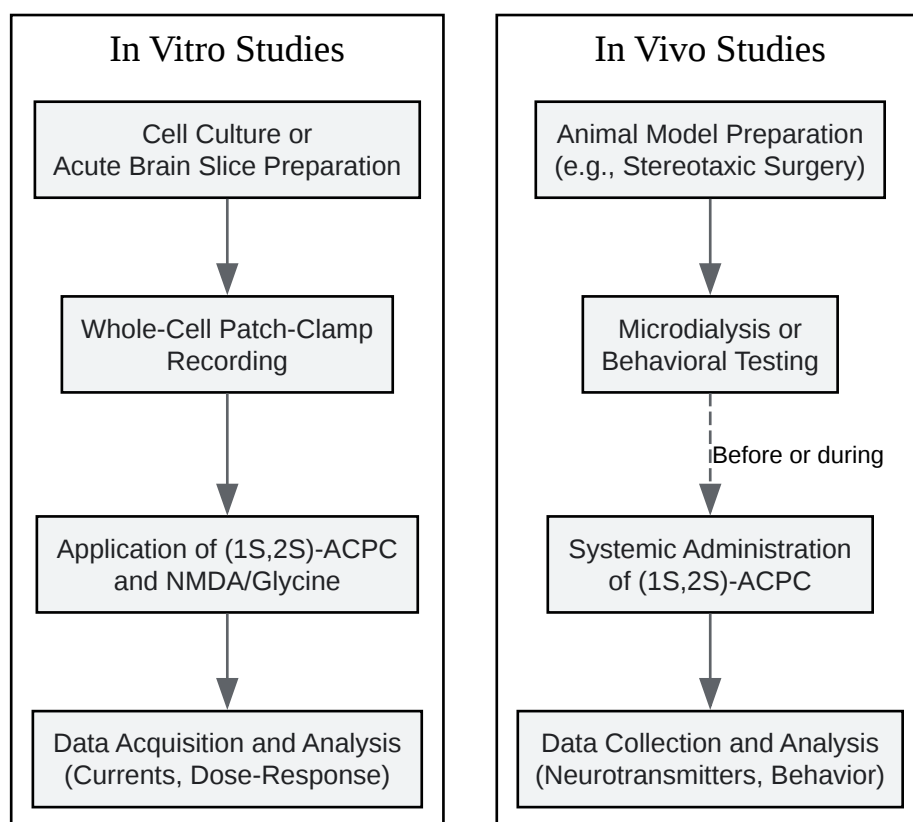 In Vitro Studies
Cell Culture or
Acute Brain Slice Preparation
Whole-Cell Patch-Clamp
Recording
Application of (1S,2S)-ACPC
and NMDA/Glycine
Data Acquisition and Analysis
(Currents, Dose-Response)
In Vivo Studies
Animal Model Preparation
(e.g., Stereotaxic Surgery)
Microdialysis or
Behavioral Testing
Before or during
Systemic Administration
of (1S,2S)-ACPC
Data Collection and Analysis
(Neurotransmitters, Behavior)